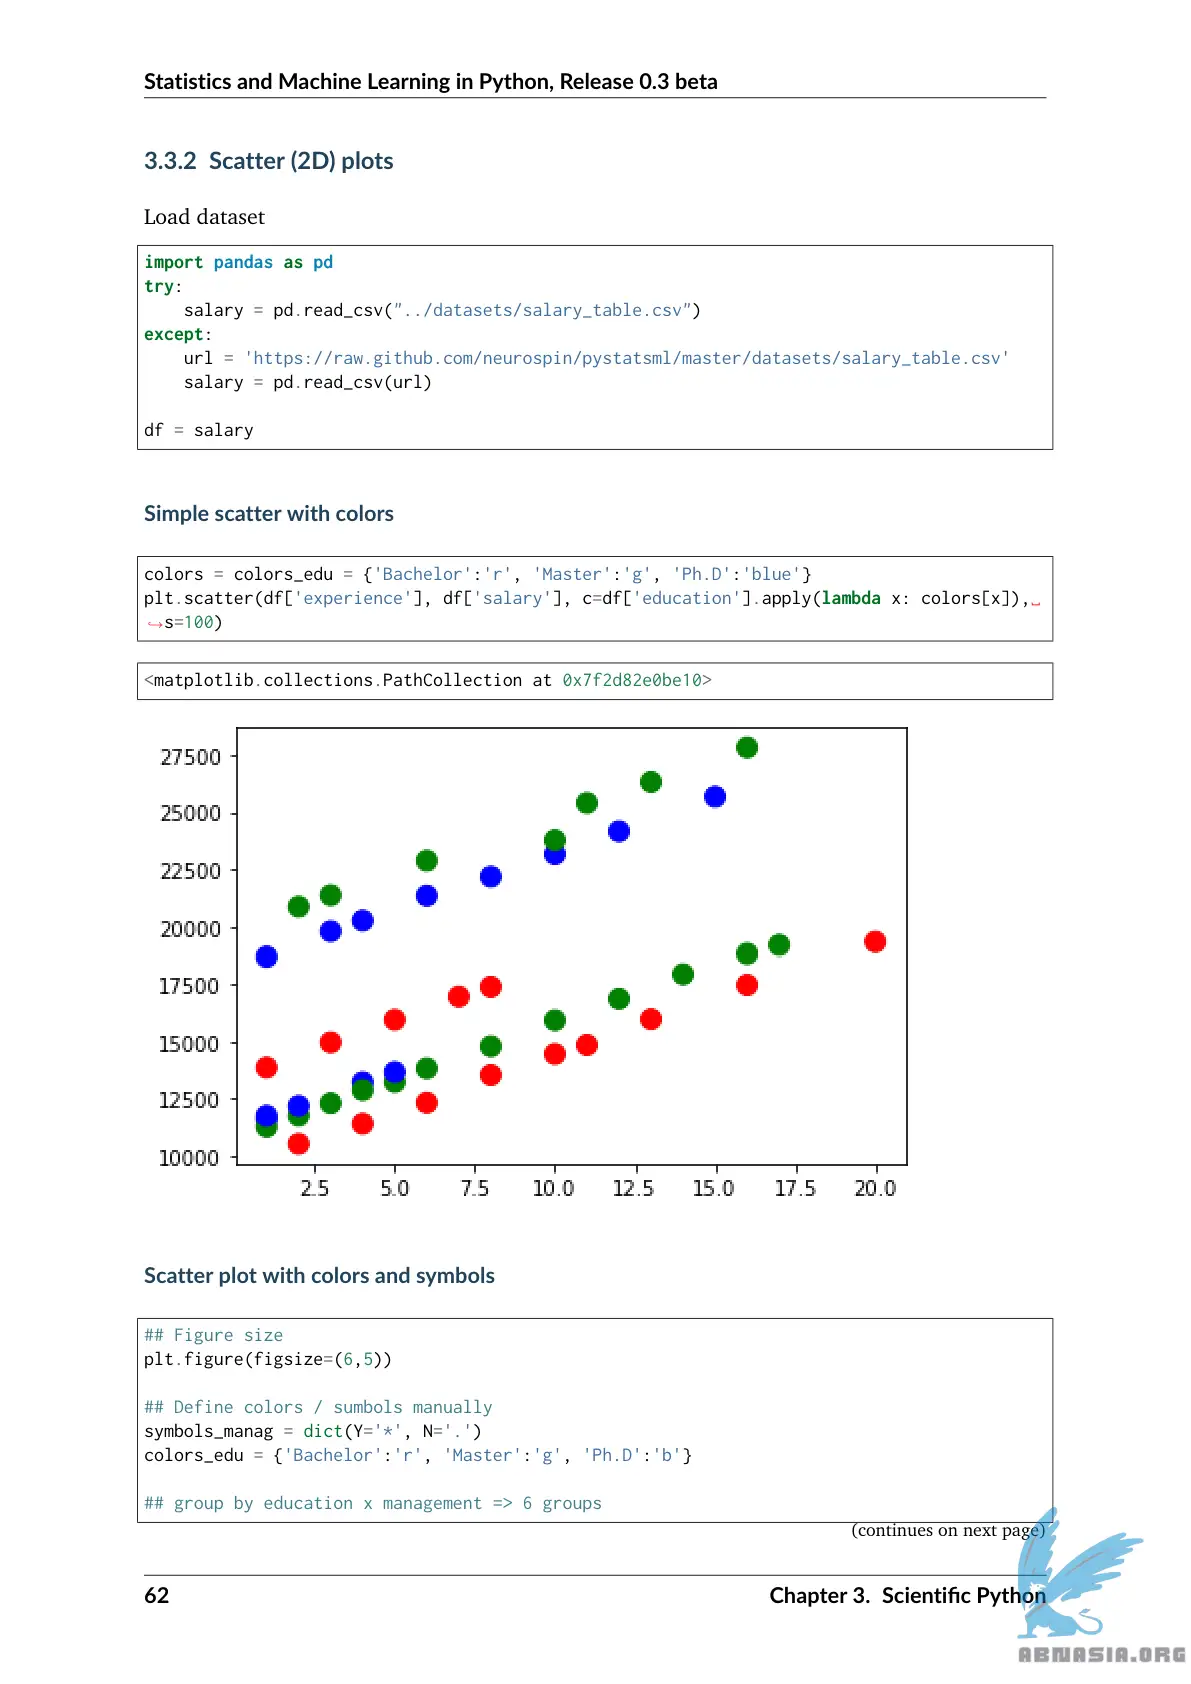 Statistics and Machine Learning in Python, Release 0.3 beta
3.3.2 Scatter (2D) plots
Load dataset
import pandas as pd
try:
    salary = pd.read_csv("../datasets/salary_table.csv")
except:
    url = 'https://raw.github.com/neurospin/pystatsml/master/datasets/salary_table.csv'
    salary = pd.read_csv(url)
df = salary
Simple scatter with colors
colors = colors_edu = {'Bachelor':'r', 'Master':'g', 'Ph.D':'blue'}
plt.scatter(df['experience'], df['salary'], c=df['education'].apply(lambda x: colors[x]),␣
↪s=100)
<matplotlib.collections.PathCollection at 0x7f2d82e0be10>
27500
25000
22500
20000
17500
15000
12500
10000
2.5 5.0 7.5 10.0 12.5 15.0 17.5 20.0
Scatter plot with colors and symbols
## Figure size
plt.figure(figsize=(6,5))
## Define colors / sumbols manually
symbols_manag = dict(Y='*', N='.')
colors_edu = {'Bachelor':'r', 'Master':'g', 'Ph.D':'b'}
## group by education x management => 6 groups
(continues on next page)
62 Chapter 3. Scientific Python
ABNASIA.ORG